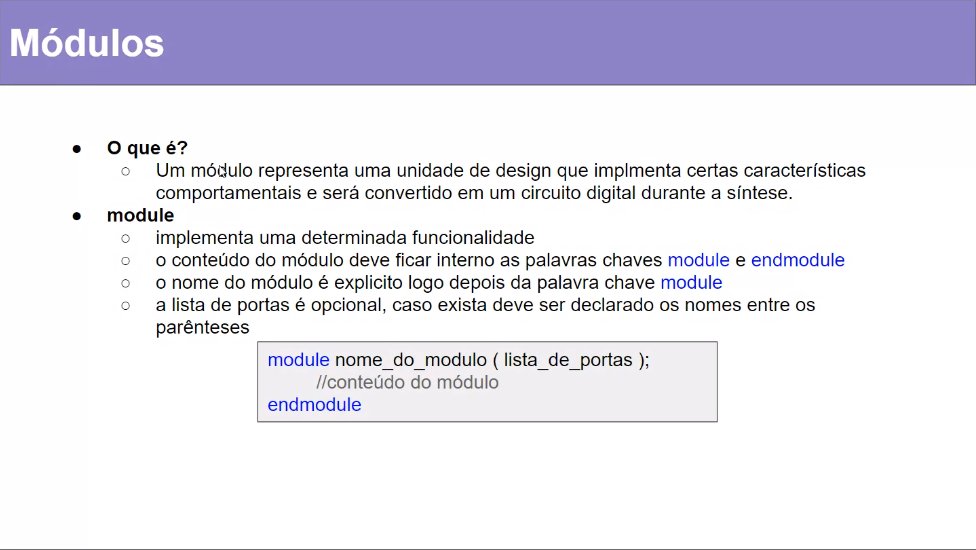 Módulos
● O que é?
○ Um módulo representa uma unidade de design que implmenta certas características
comportamentais e será convertido em um circuito digital durante a síntese.
● module
○ implementa uma determinada funcionalidade
○ o conteúdo do módulo deve ficar interno as palavras chaves module e endmodule
○ o nome do módulo é explicito logo depois da palavra chave module
○ a lista de portas é opcional, caso exista deve ser declarado os nomes entre os
parênteses
module nome_do_modulo ( lista_de_portas );
//conteúdo do módulo
endmodule